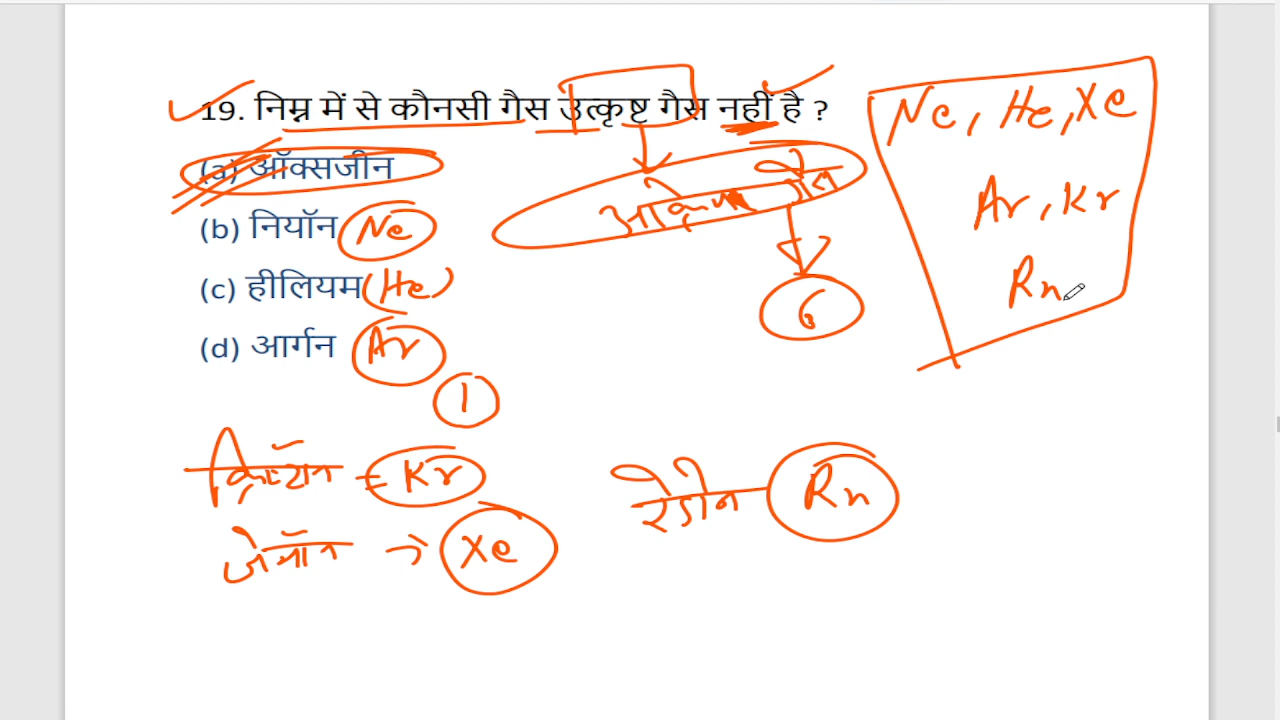 19. निम्न में से कौनसी गैस उत्कृष्ट गैस नहीं है ?
(a) ऑक्सजीन
(b) नियॉन Ne
(c) हीलियम (He)
(d) आर्गन Ar
1
गैस
6
Ne, He, Xe
Ar, Kr
Rn
= Kr
→ Xe
रेडॉन Rn